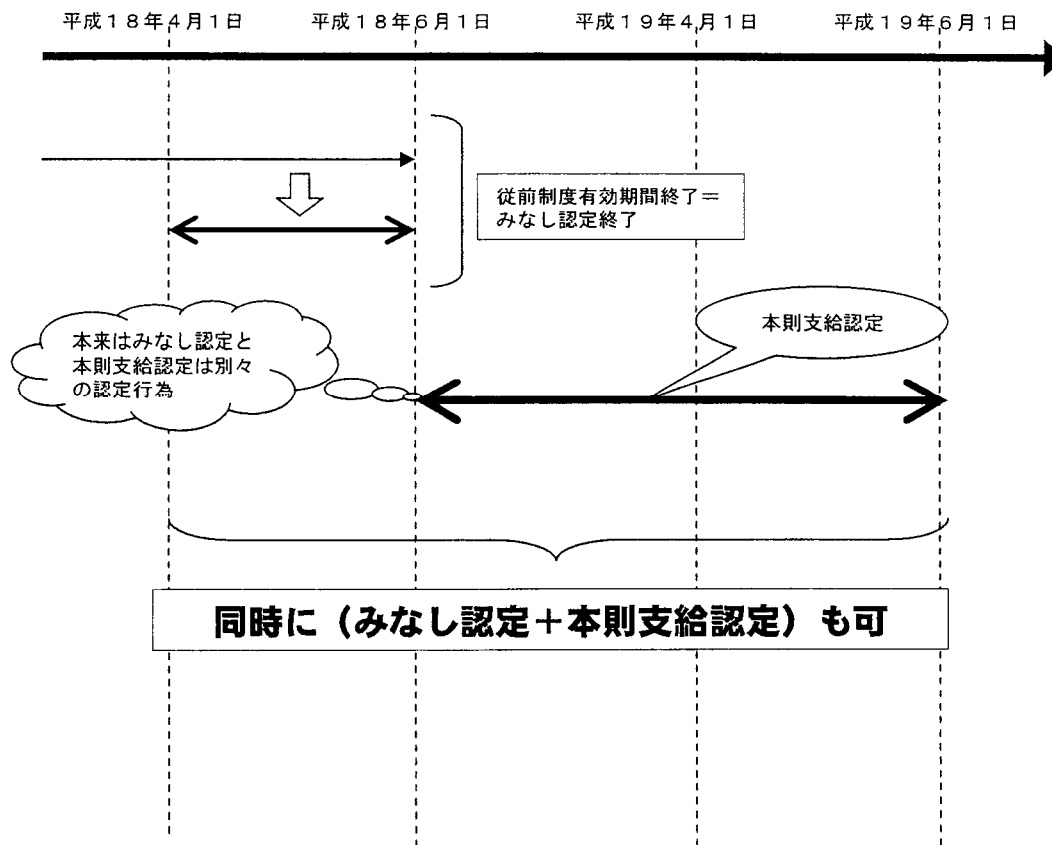 平成１８年４月１日　平成１８年６月１日　平成１９年４月１日　平成１９年６月１日
従前制度有効期間終了＝
みなし認定終了
本則支給認定
本来はみなし認定と
本則支給認定は別々
の認定行為
同時に（みなし認定＋本則支給認定）も可